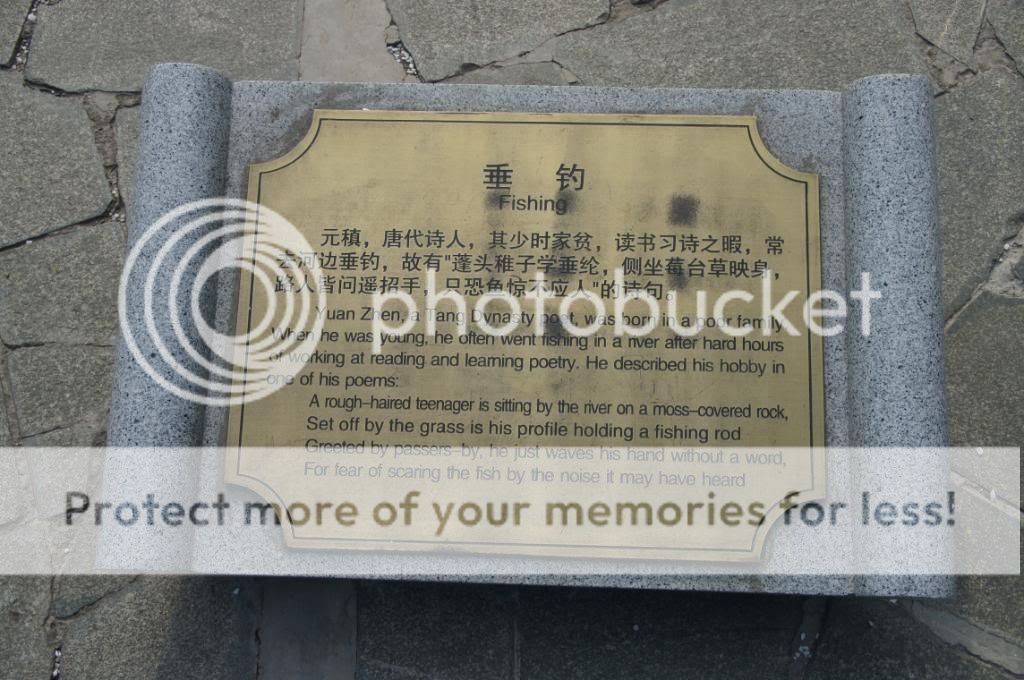 垂 钓
Fishing
元稹，唐代诗人，其少时家贫，读书习诗之暇，常
去河边垂钓，故有"蓬头稚子学垂纶，侧坐莓台草映身，
路人皆问遥招手，只恐鱼惊不应人"的诗句。
Yuan Zhen, a Tang Dynasty poet, was born in a poor family
When he was young, he often went fishing in a river after hard hours
of working at reading and learning poetry. He described his hobby in
one of his poems:
A rough-haired teenager is sitting by the river on a moss-covered rock,
Set off by the grass is his profile holding a fishing rod
Greeted by passers-by, he just waves his hand without a word,
For fear of scaring the fish by the noise it may have heard
photobucket
Protect more of your memories for less!